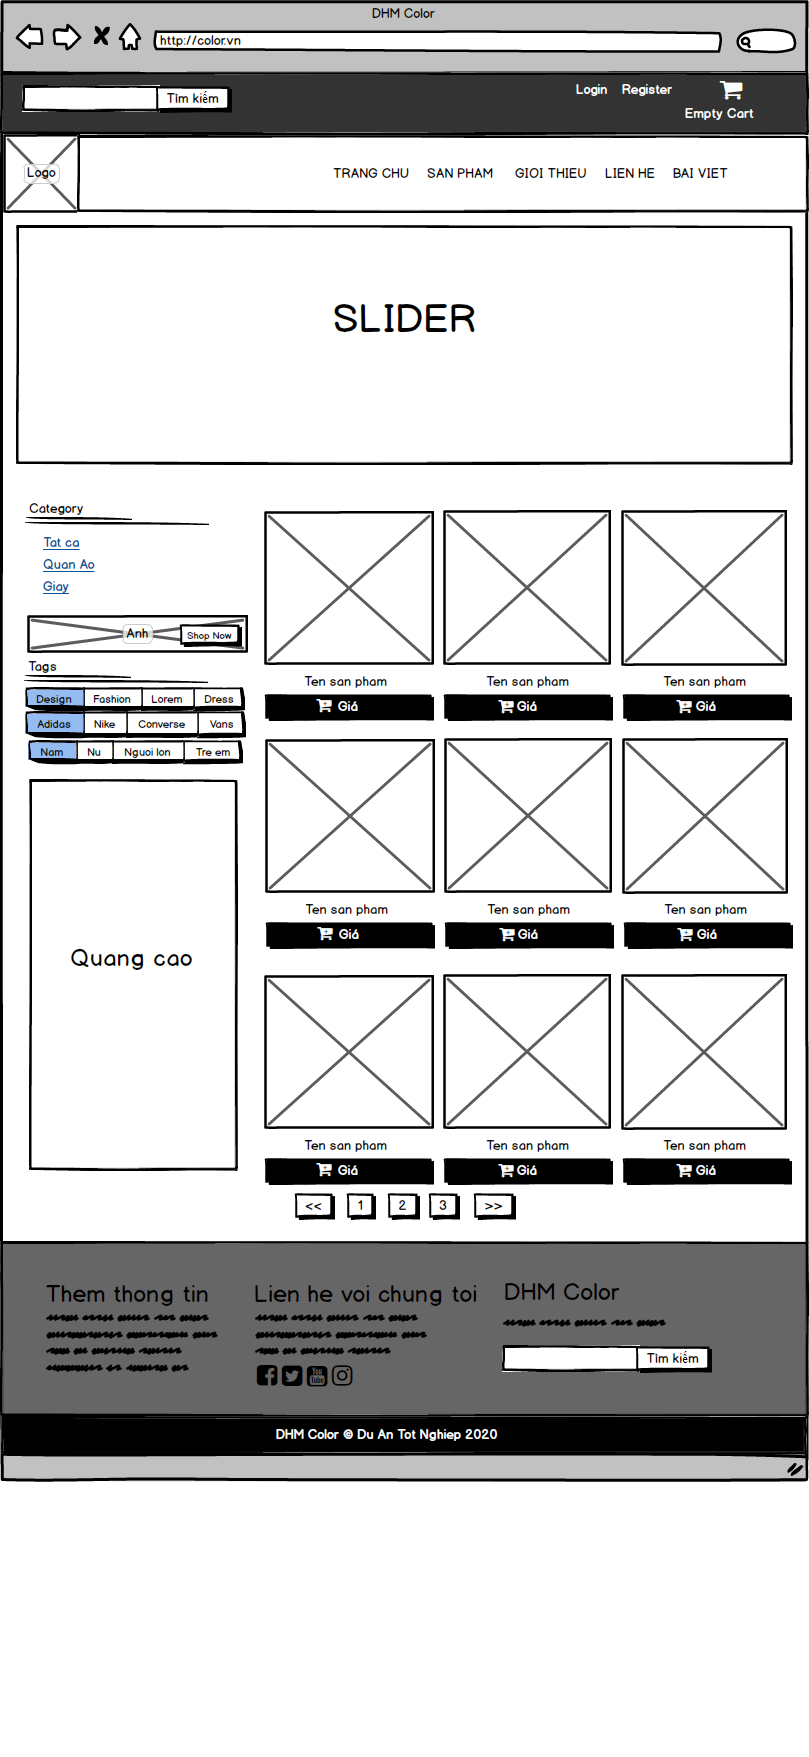 DHM Color
http://color.vn
Tìm kiếm
Login Register
Empty Cart
Logo
TRANG CHU SAN PHAM GIOI THIEU LIEN HE BAI VIET
SLIDER
Category
Tat ca
Quan Ao
Giay
Anh Shop Now
Tags
Design Fashion Lorem Dress
Adidas Nike Converse Vans
Nam Nu Nguoi lon Tre em
Quang cao
Ten san pham Ten san pham Ten san pham
Giá Giá Giá
Ten san pham Ten san pham Ten san pham
Giá Giá Giá
Ten san pham Ten san pham Ten san pham
Giá Giá Giá
<< 1 2 3 >>
Them thong tin
Lien he voi chung toi
You Tube
DHM Color
Tìm kiếm
DHM Color © Du An Tot Nghiep 2020